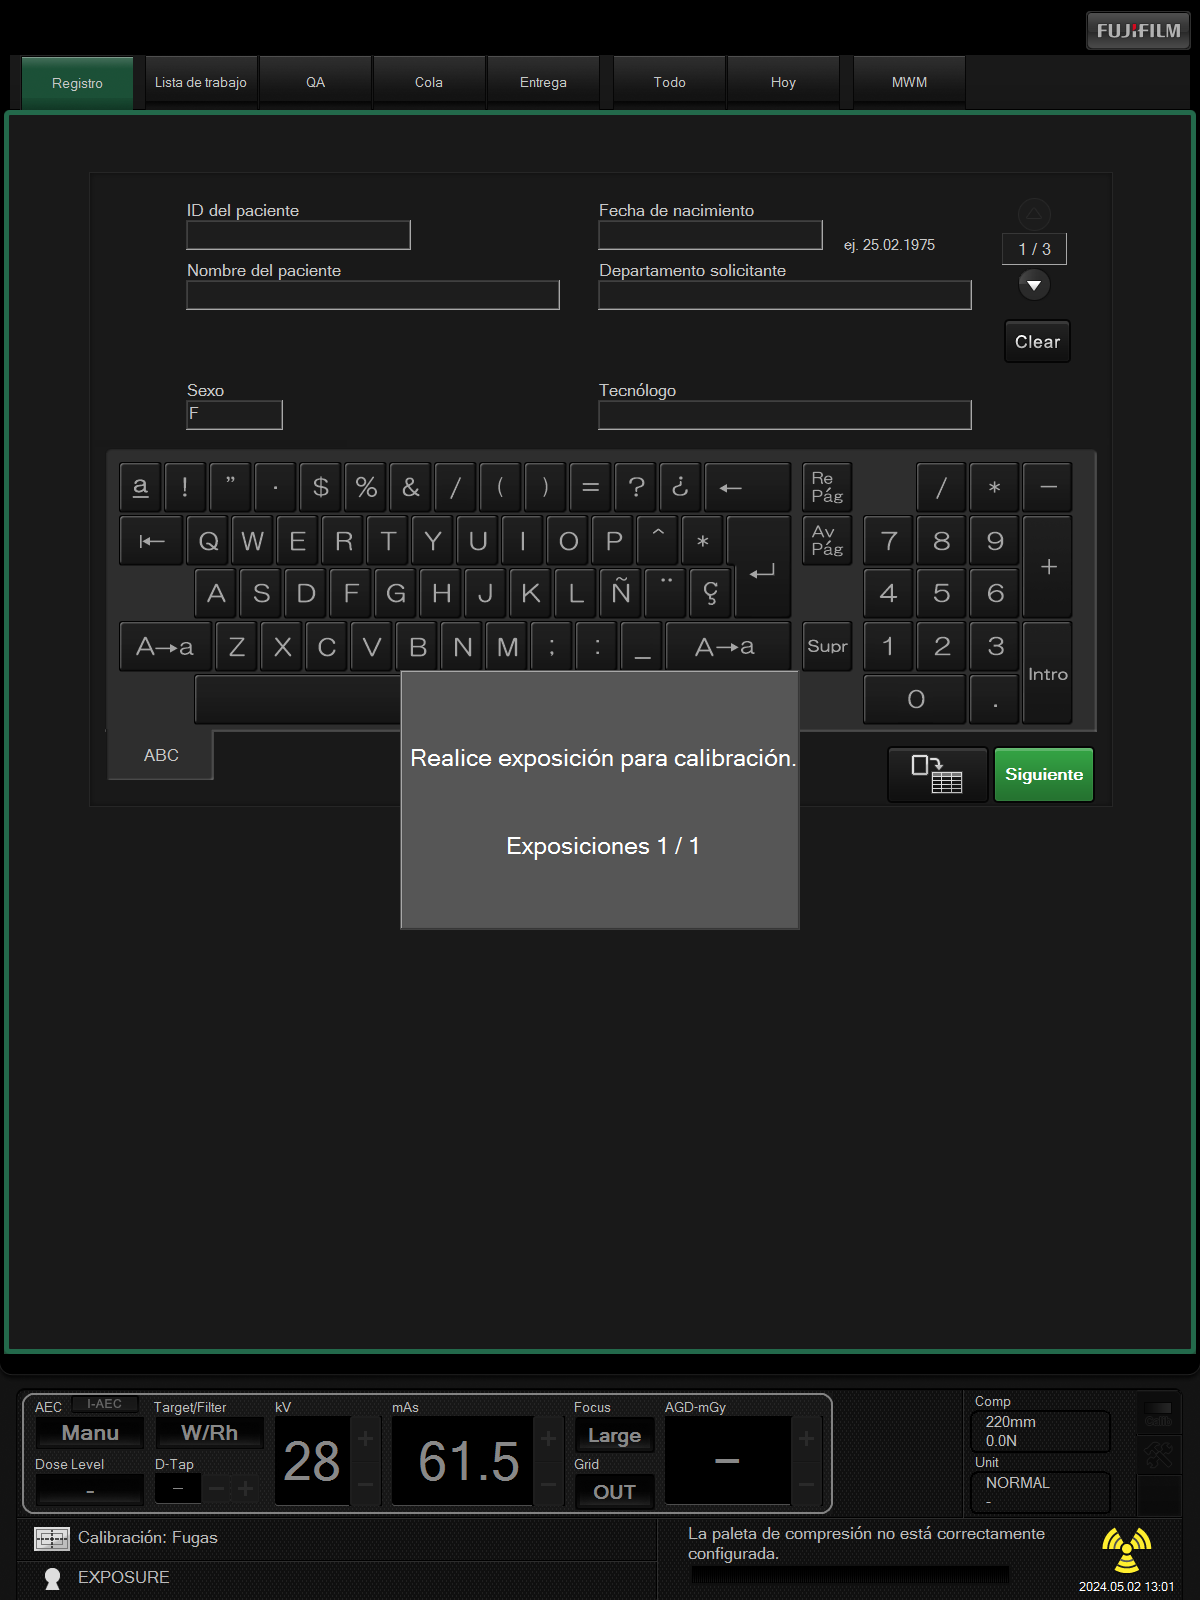 FUJIFILM
Registro
Lista de trabajo
QA
Cola
Entrega
Todo
Hoy
MWM
ID del paciente
Fecha de nacimiento
ej. 25.02.1975
1 / 3
Nombre del paciente
Departamento solicitante
Clear
Sexo
F
Tecnólogo
a ! " · $ % & / ( ) = ? ¿ ← Re Pág / * −
⇤ Q W E R T Y U I O P ^ * Av Pág 7 8 9 +
A S D F G H J K L Ñ ¨ Ç 4 5 6
A→a Z X C V B N M ; : _ A→a Supr 1 2 3 Intro
0 .
ABC
Siguiente
Realice exposición para calibración.
Exposiciones 1 / 1
AEC I-AEC Target/Filter kV mAs Focus AGD-mGy
Manu W/Rh 28 61.5 Large –
Dose Level D-Tap Grid
- – − + OUT
Comp
220mm
0.0N
Unit
NORMAL
-
Calibración: Fugas
EXPOSURE
La paleta de compresión no está correctamente
configurada.
2024.05.02 13:01